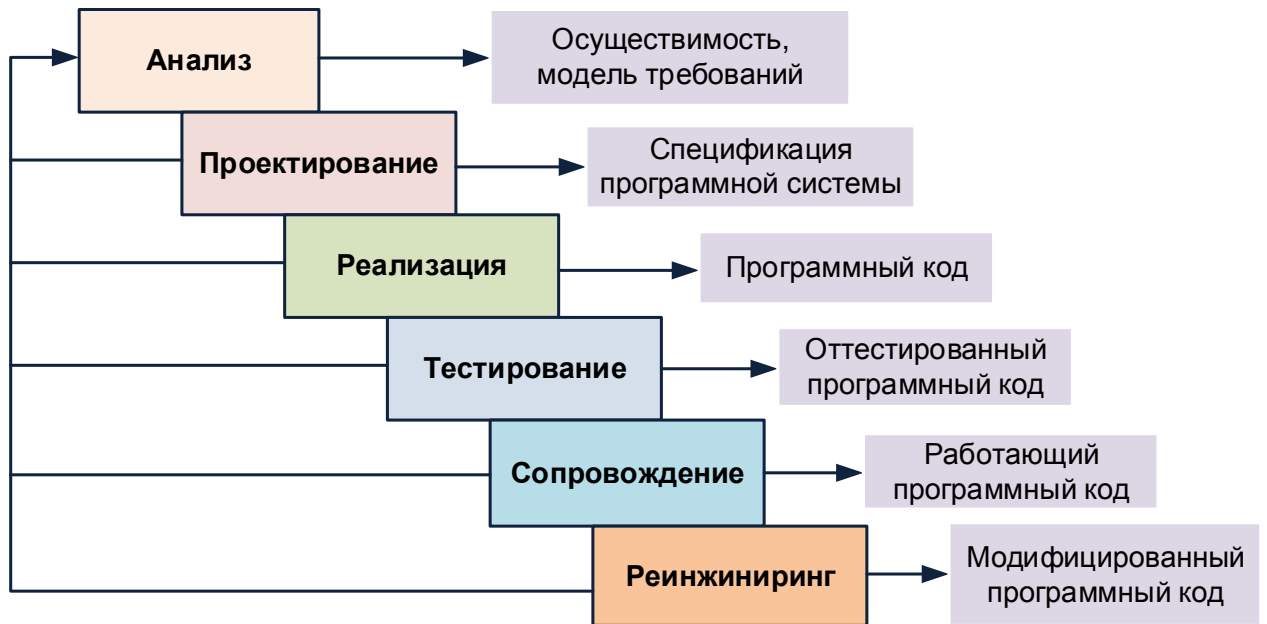 Анализ
Осуществимость,
модель требований
Проектирование
Спецификация
программной системы
Реализация
Программный код
Тестирование
Оттестированный
программный код
Сопровождение
Работающий
программный код
Реинжиниринг
Модифицированный
программный код